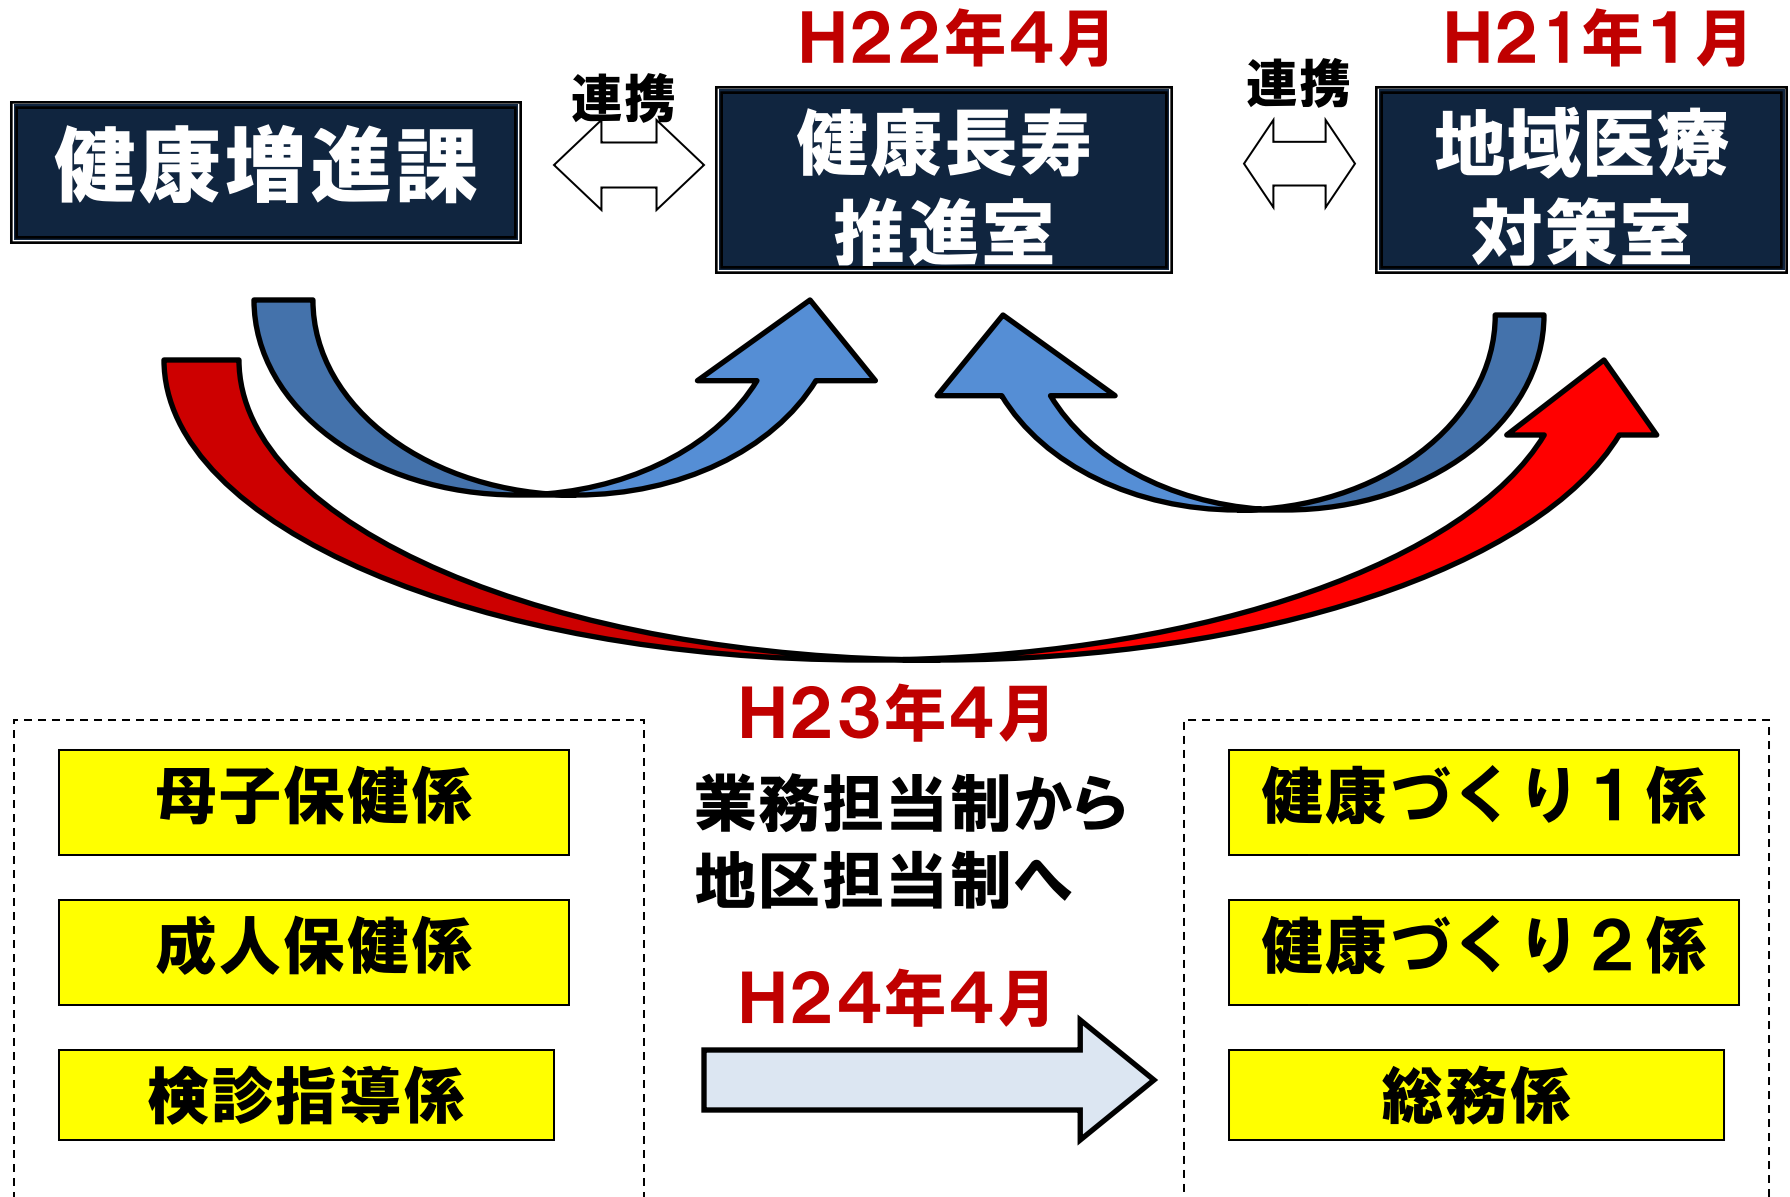 H22年4月
H21年1月
連携
連携
健康増進課
健康長寿
推進室
地域医療
対策室
H23年4月
業務担当制から
地区担当制へ
H24年4月
母子保健係
成人保健係
検診指導係
健康づくり１係
健康づくり２係
総務係